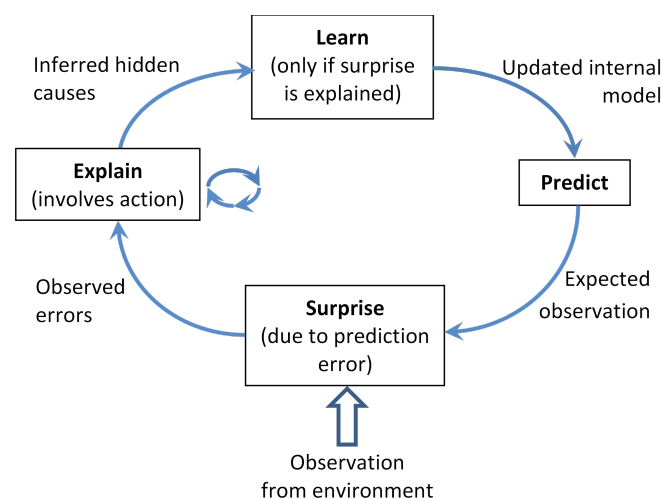 Learn
(only if surprise
is explained)
Inferred hidden
causes
Updated internal
model
Explain
(involves action)
Predict
Observed
errors
Expected
observation
Surprise
(due to prediction
error)
Observation
from environment